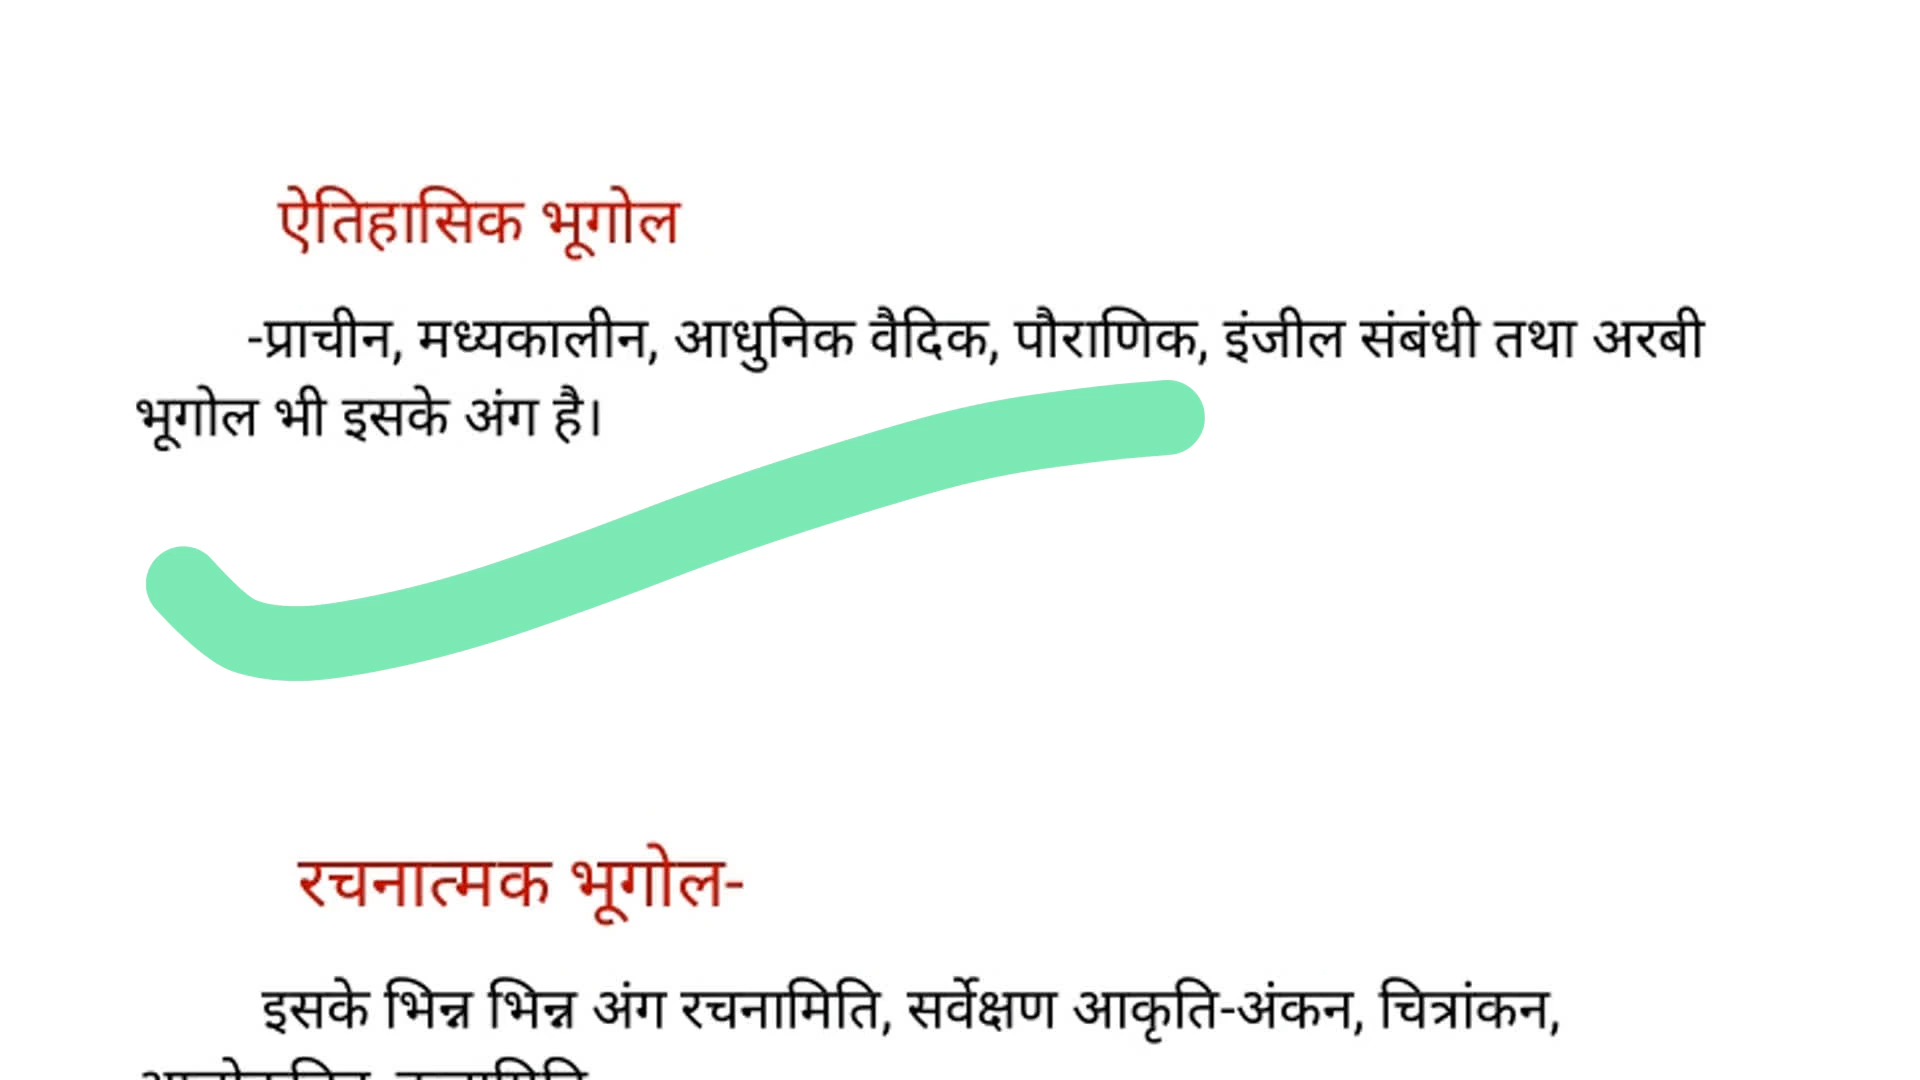 ऐतिहासिक भूगोल
-प्राचीन, मध्यकालीन, आधुनिक वैदिक, पौराणिक, इंजील संबंधी तथा अरबी
भूगोल भी इसके अंग है।
रचनात्मक भूगोल-
इसके भिन्न भिन्न अंग रचनामिति, सर्वेक्षण आकृति-अंकन, चित्रांकन,